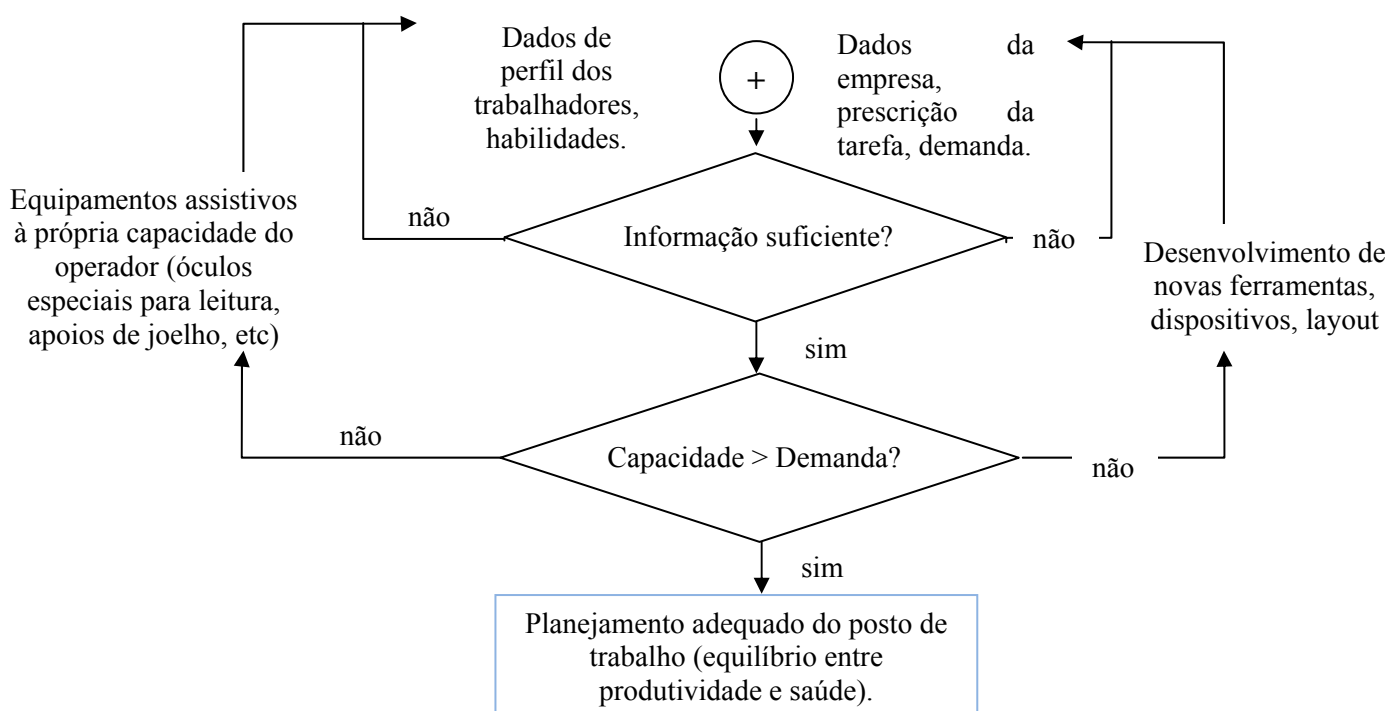 Dados de
perfil dos
trabalhadores,
habilidades.
+
Dados da
empresa,
prescrição da
tarefa, demanda.
Equipamentos assistivos
à própria capacidade do
operador (óculos
especiais para leitura,
apoios de joelho, etc)
não
Informação suficiente?
não
Desenvolvimento de
novas ferramentas,
dispositivos, layout
sim
não
Capacidade > Demanda?
não
sim
Planejamento adequado do posto de
trabalho (equilíbrio entre
produtividade e saúde).